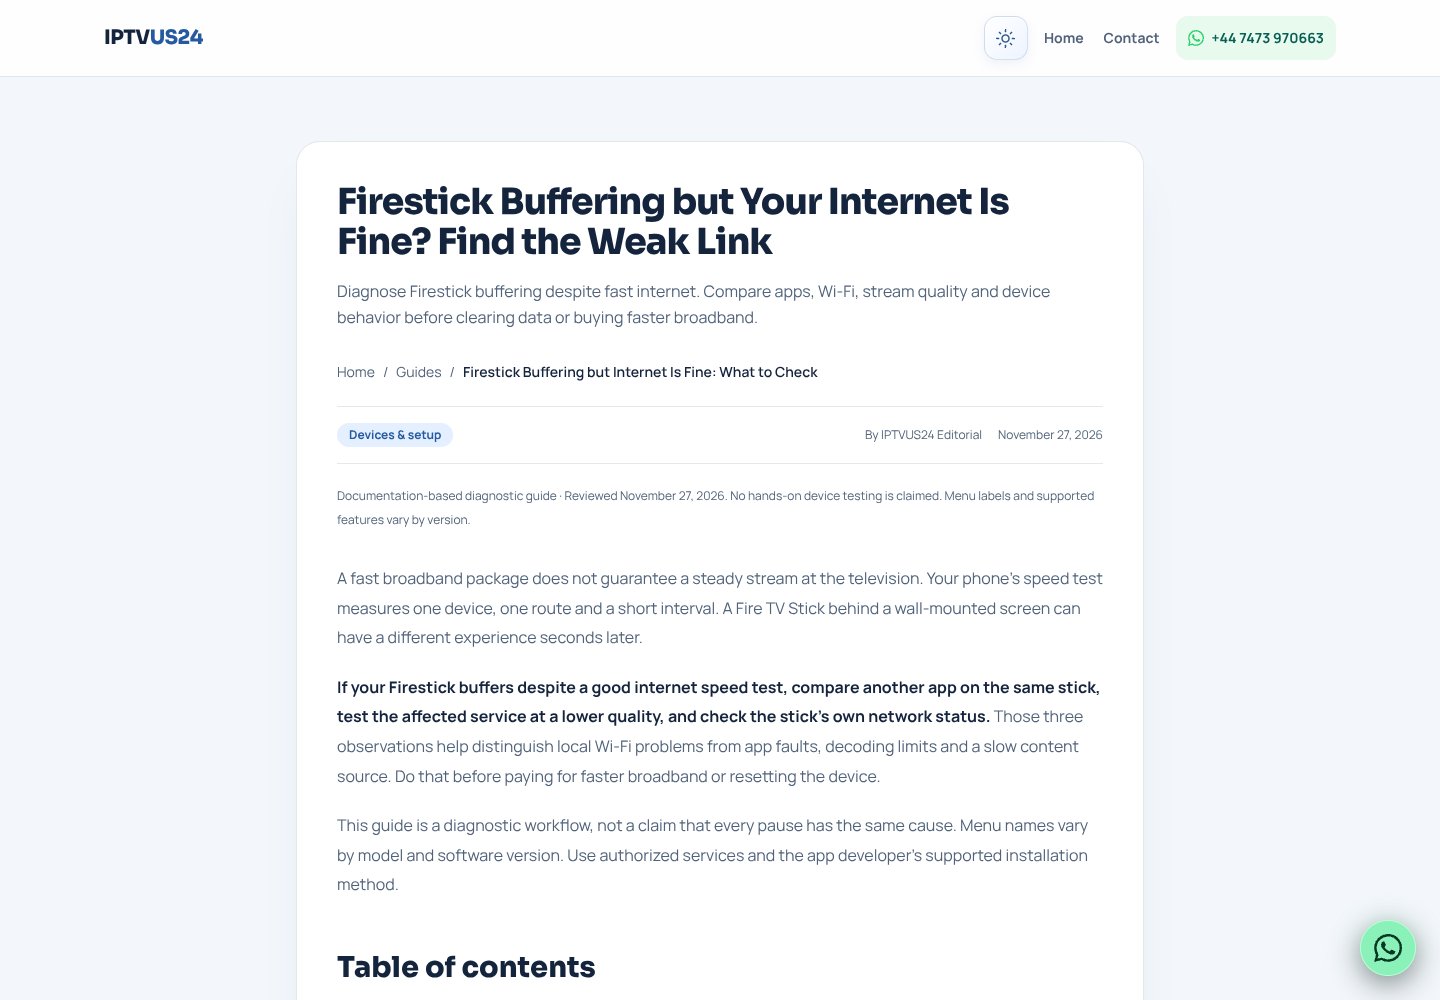 IPTVUS24
Home
Contact
+44 7473 970663
Firestick Buffering but Your Internet Is
Fine? Find the Weak Link
Diagnose Firestick buffering despite fast internet. Compare apps, Wi-Fi, stream quality and device
behavior before clearing data or buying faster broadband.
Home / Guides / Firestick Buffering but Internet Is Fine: What to Check
Devices & setup
By IPTVUS24 Editorial
November 27, 2026
Documentation-based diagnostic guide · Reviewed November 27, 2026. No hands-on device testing is claimed. Menu labels and supported
features vary by version.
A fast broadband package does not guarantee a steady stream at the television. Your phone’s speed test
measures one device, one route and a short interval. A Fire TV Stick behind a wall-mounted screen can
have a different experience seconds later.
If your Firestick buffers despite a good internet speed test, compare another app on the same stick,
test the affected service at a lower quality, and check the stick’s own network status. Those three
observations help distinguish local Wi-Fi problems from app faults, decoding limits and a slow content
source. Do that before paying for faster broadband or resetting the device.
This guide is a diagnostic workflow, not a claim that every pause has the same cause. Menu names vary
by model and software version. Use authorized services and the app developer’s supported installation
method.
Table of contents